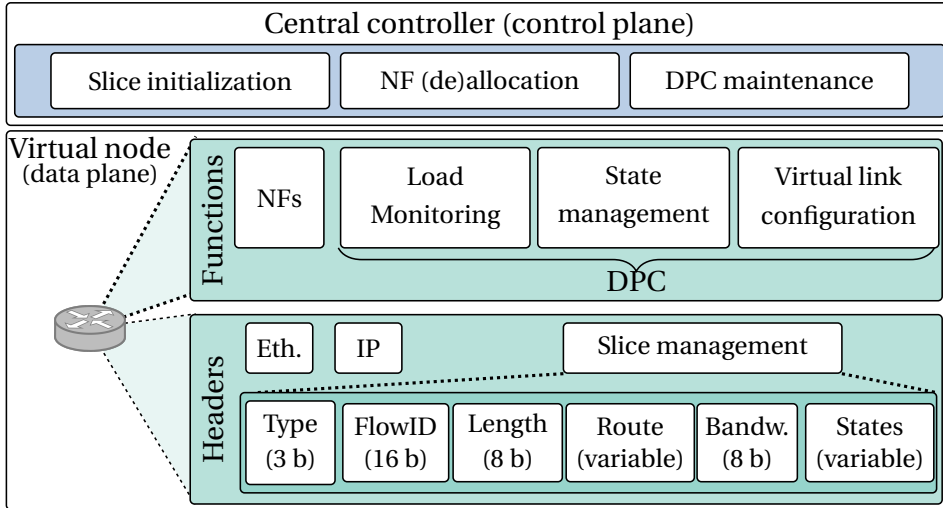 Central controller (control plane)
Slice initialization
NF (de)allocation
DPC maintenance
Virtual node
(data plane)
Functions
NFs
Load
Monitoring
State
management
Virtual link
configuration
DPC
Headers
Eth.
IP
Slice management
Type
(3 b)
FlowID
(16 b)
Length
(8 b)
Route
(variable)
Bandw.
(8 b)
States
(variable)